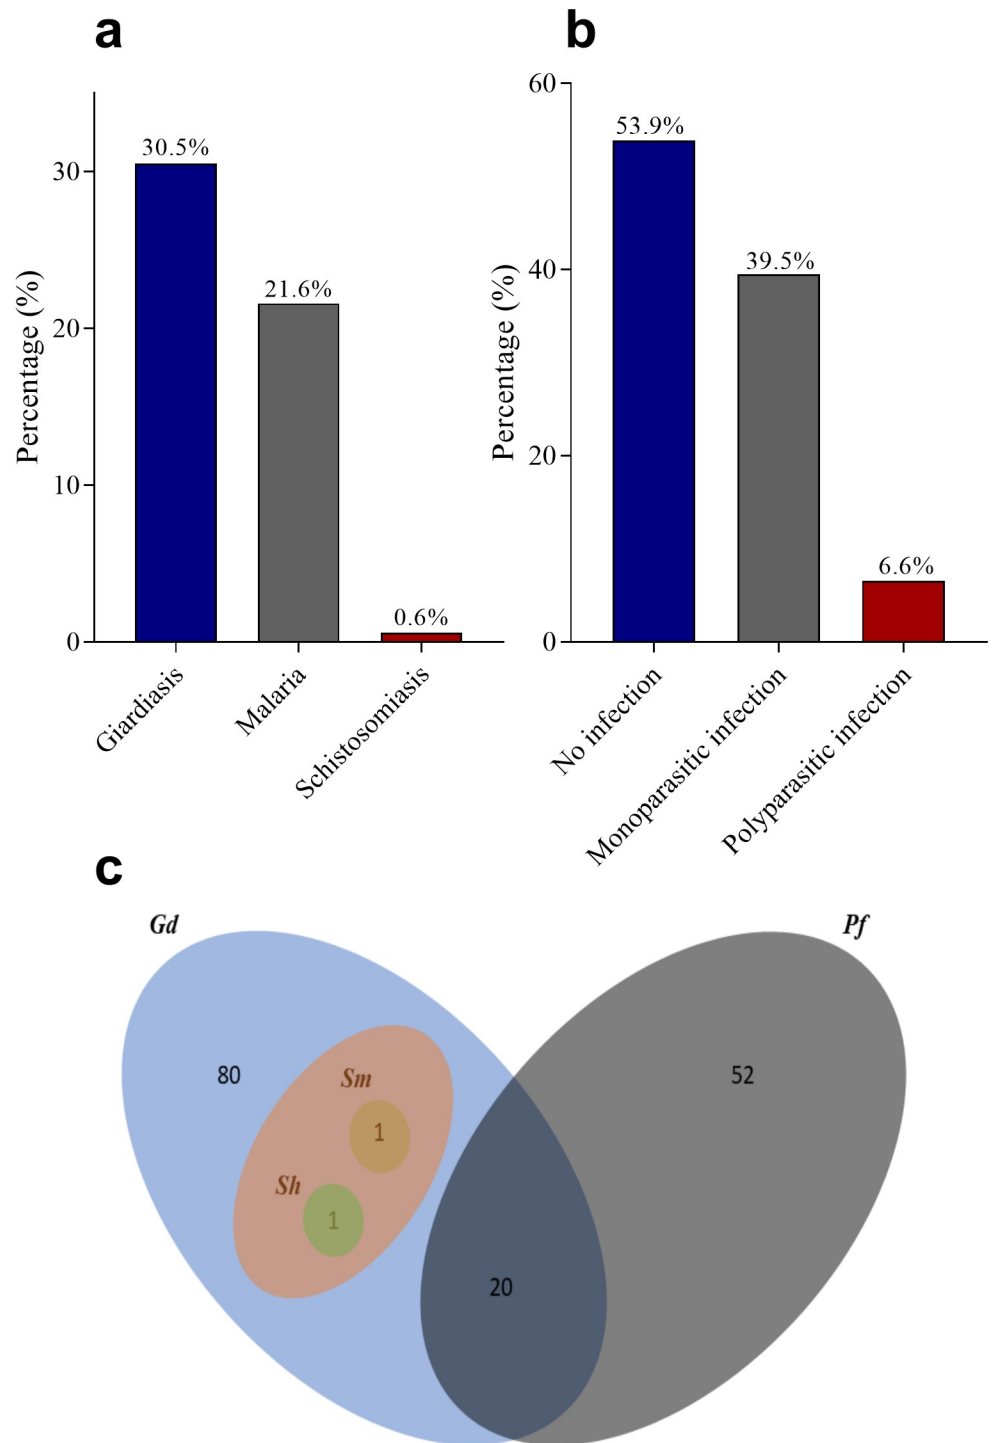 a
30
20
10
0
Percentage (%)
30.5%
21.6%
0.6%
Giardiasis
Malaria
Schistosomiasis
b
60
40
20
0
Percentage (%)
53.9%
39.5%
6.6%
No infection
Monoparasitic infection
Polyparasitic infection
c
Gd
Pf
80
52
Sm
1
Sh
1
20